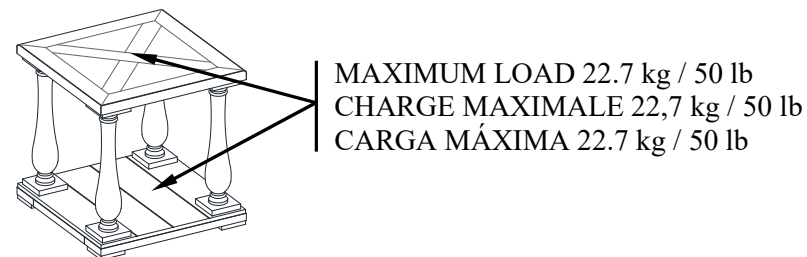 MAXIMUM LOAD 22.7 kg / 50 lb
CHARGE MAXIMALE 22,7 kg / 50 lb
CARGA MÁXIMA 22.7 kg / 50 lb